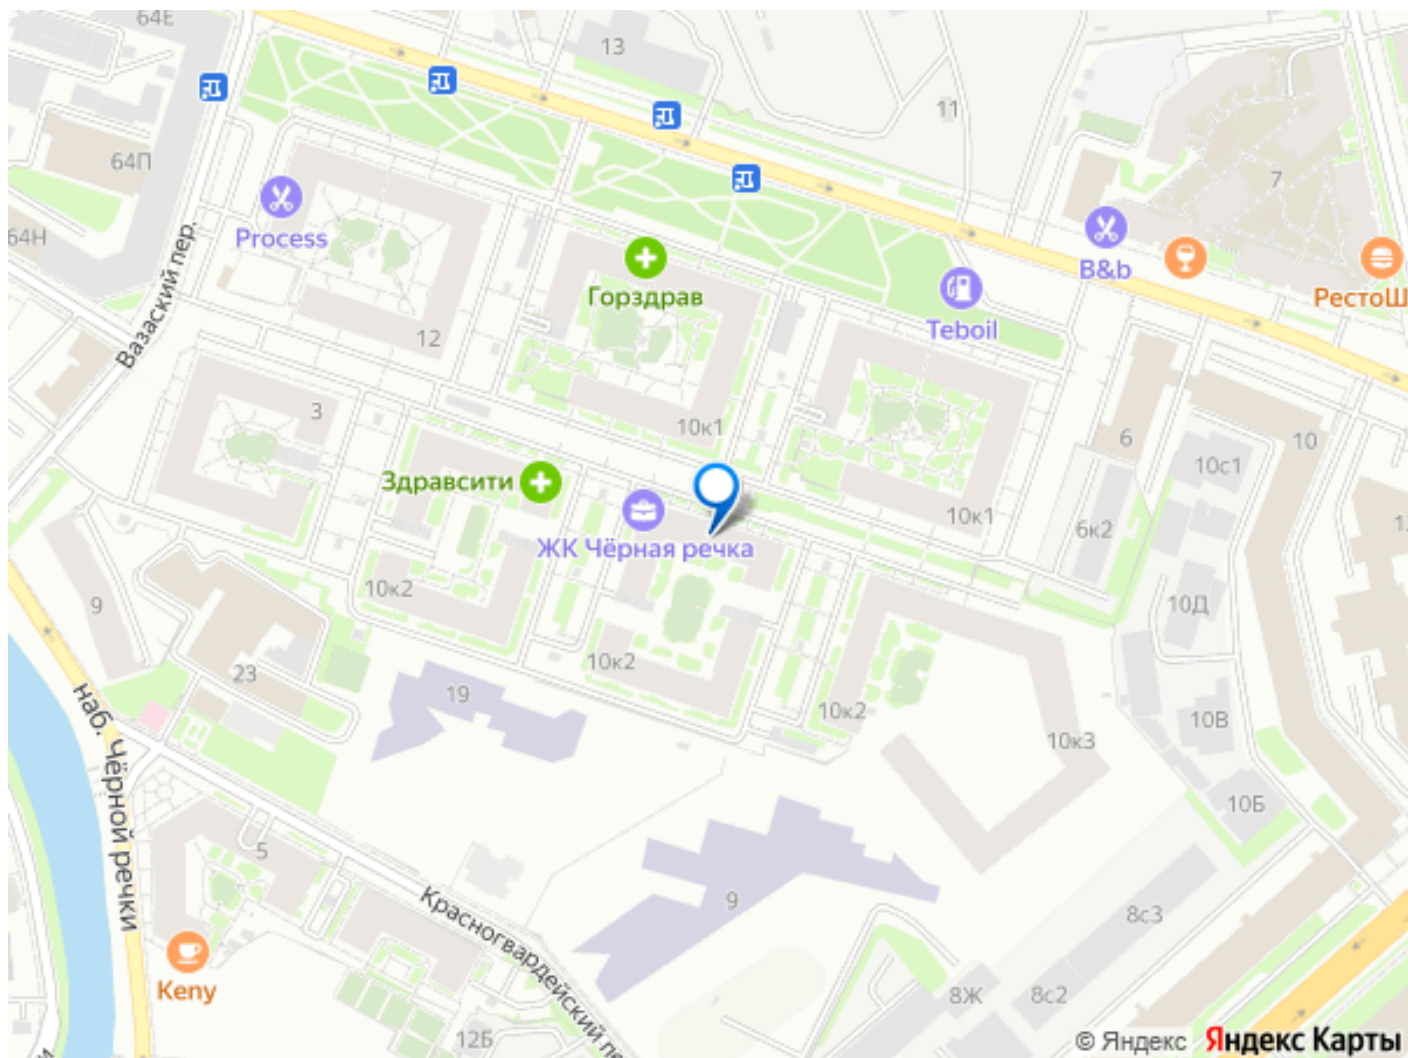 64Е
13
11
64П
7
64Н
Process
B&b
Горздрав
РестоШ
Teboil
Вазаский пер.
12
3
10к1
6
10
10с1
Здравсити
10к1
6к2
ЖК Чёрная речка
10к2
9
10Д
10к2
23
19
10к2
10В
10к3
наб. Чёрной речки
10Б
5
9
8с3
Красногвардейский пе
Keny
8Ж
8с2
12Б
© Яндекс Яндекс Карты